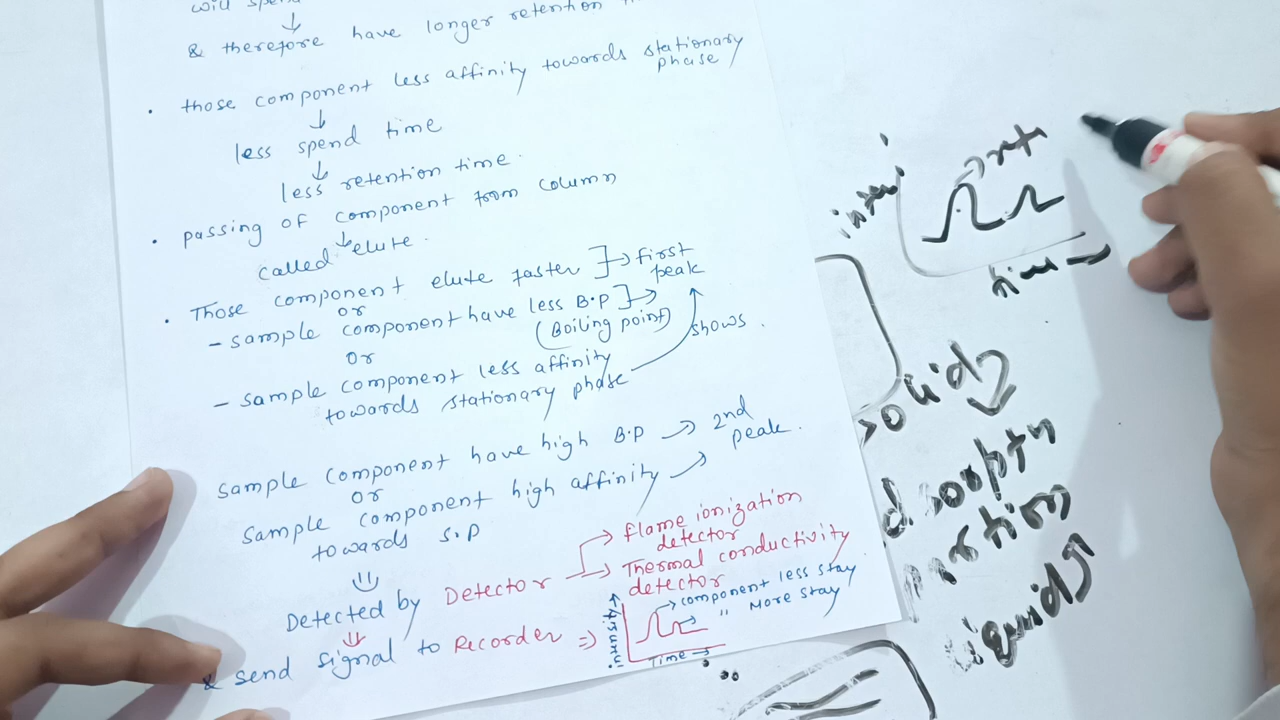 will spend
& therefore have longer retention
• those component less affinity towards stationary phase
↓
less spend time
↓
less retention time.
• passing of component from column
↓
called elute.
• Those component elute faster ]→ first peak
or
- sample component have less B.P ]→
(Boiling point)
or
- sample component less affinity
towards stationary phase
shows.
sample component have high B.P → 2nd peak.
or
sample component high affinity →
towards S.P
⇓
Detected by Detector → flame ionization detector
→ Thermal conductivity detector
⇓
& send signal to Recorder ⇒
→ component less stay
→ " More stay
Time →
time →
solid
liquid